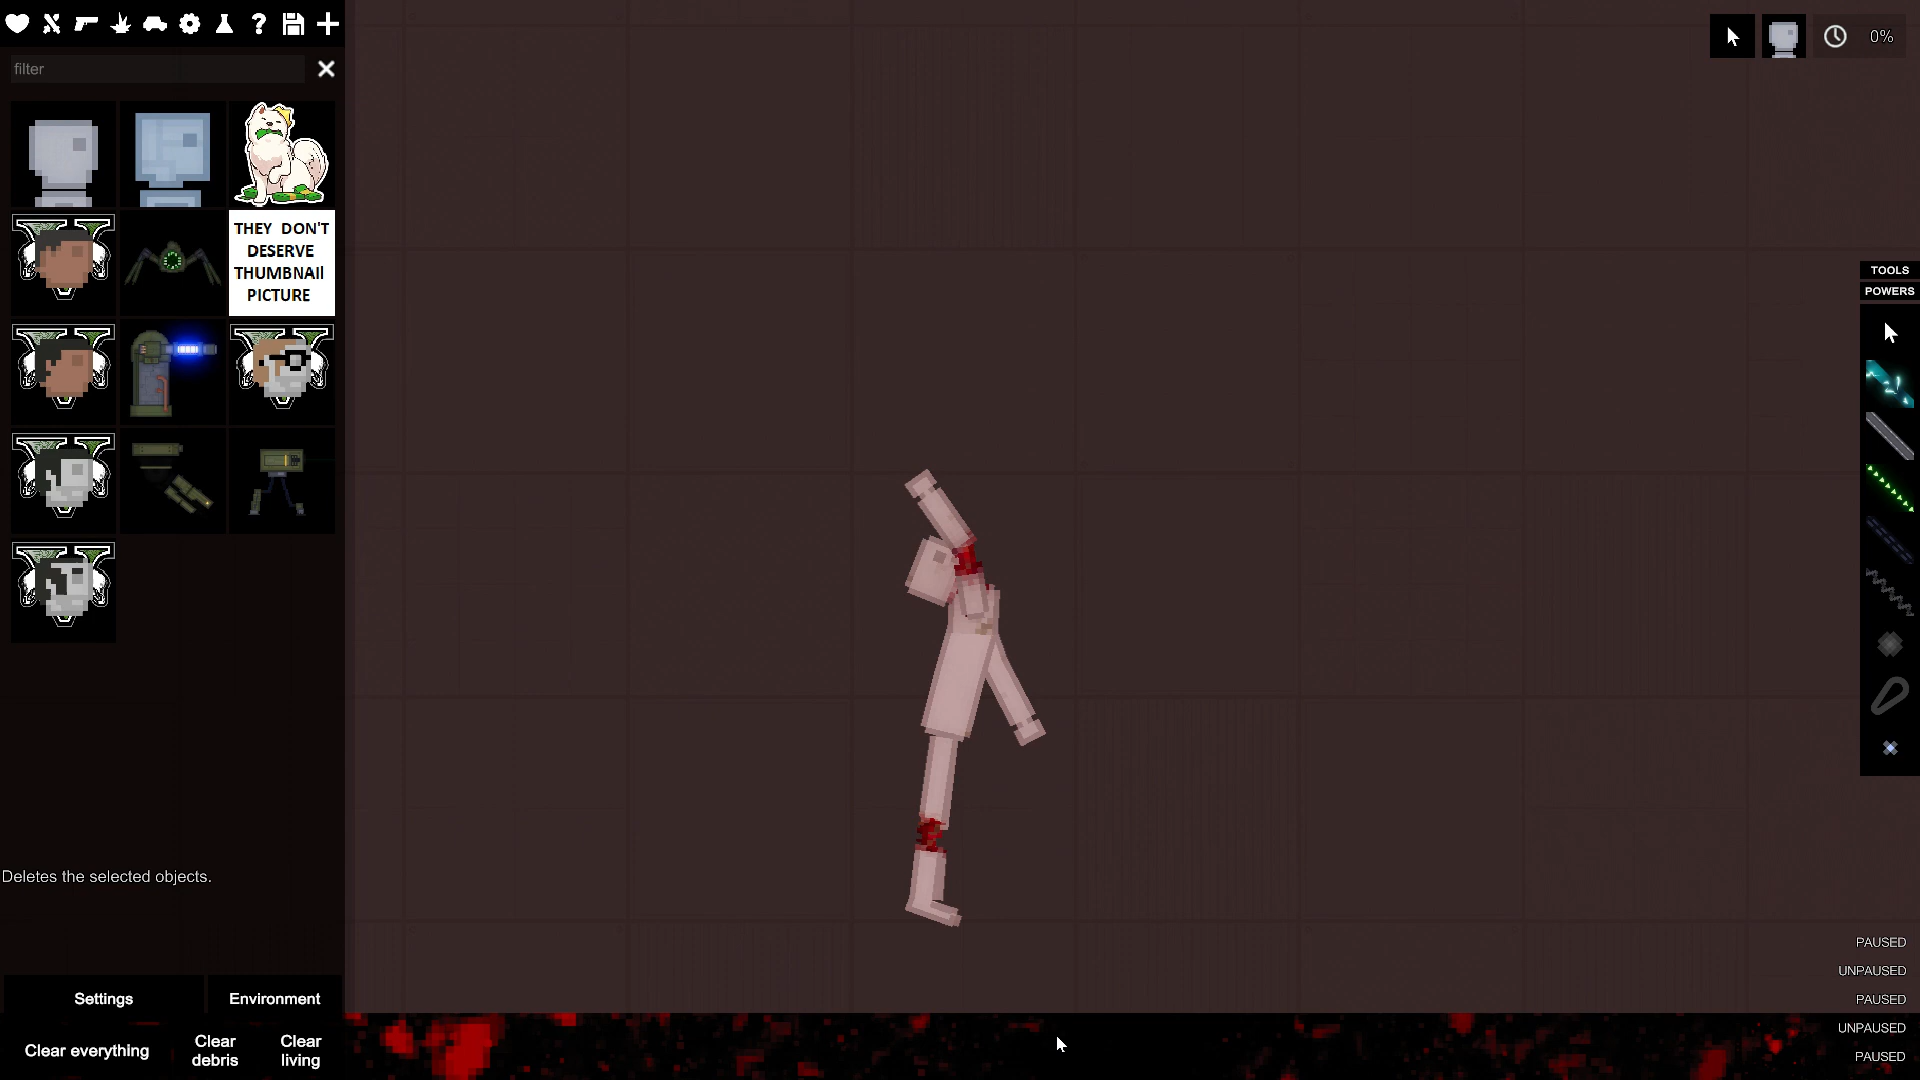 filter
0%
THEY DON'T
DESERVE
THUMBNAIl
PICTURE
TOOLS
POWERS
Deletes the selected objects.
Settings
Environment
Clear everything
Clear
debris
Clear
living
PAUSED
UNPAUSED
PAUSED
UNPAUSED
PAUSED